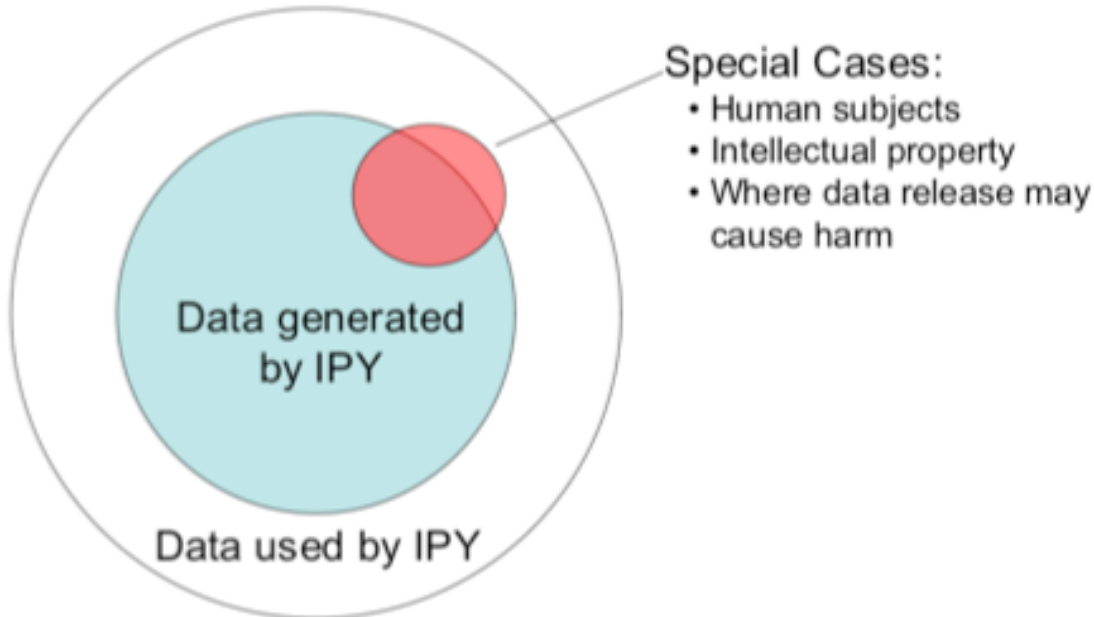 Special Cases:
• Human subjects
• Intellectual property
• Where data release may
cause harm
Data generated
by IPY
Data used by IPY